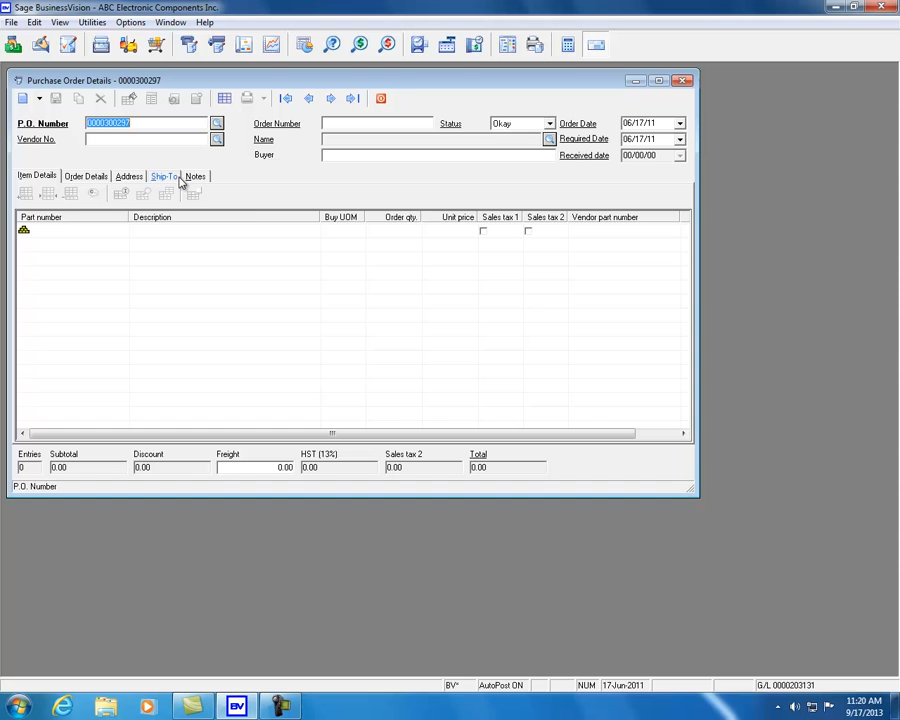 Sage BusinessVision - ABC Electronic Components Inc.
File Edit View Utilities Options Window Help
Purchase Order Details - 0000300297
P.O. Number 0000300297 Order Number Status Okay Order Date 06/17/11
Vendor No. Name Required Date 06/17/11
Buyer Received date 00/00/00
Item Details Order Details Address Ship-To Notes
Part number Description Buy UOM Order qty. Unit price Sales tax 1 Sales tax 2 Vendor part number
Entries Subtotal Discount Freight HST (13%) Sales tax 2 Total
0 0.00 0.00 0.00 0.00 0.00 0.00
P.O. Number
BV* AutoPost ON NUM 17-Jun-2011 G/L 0000203131
BV 11:20 AM
9/17/2013